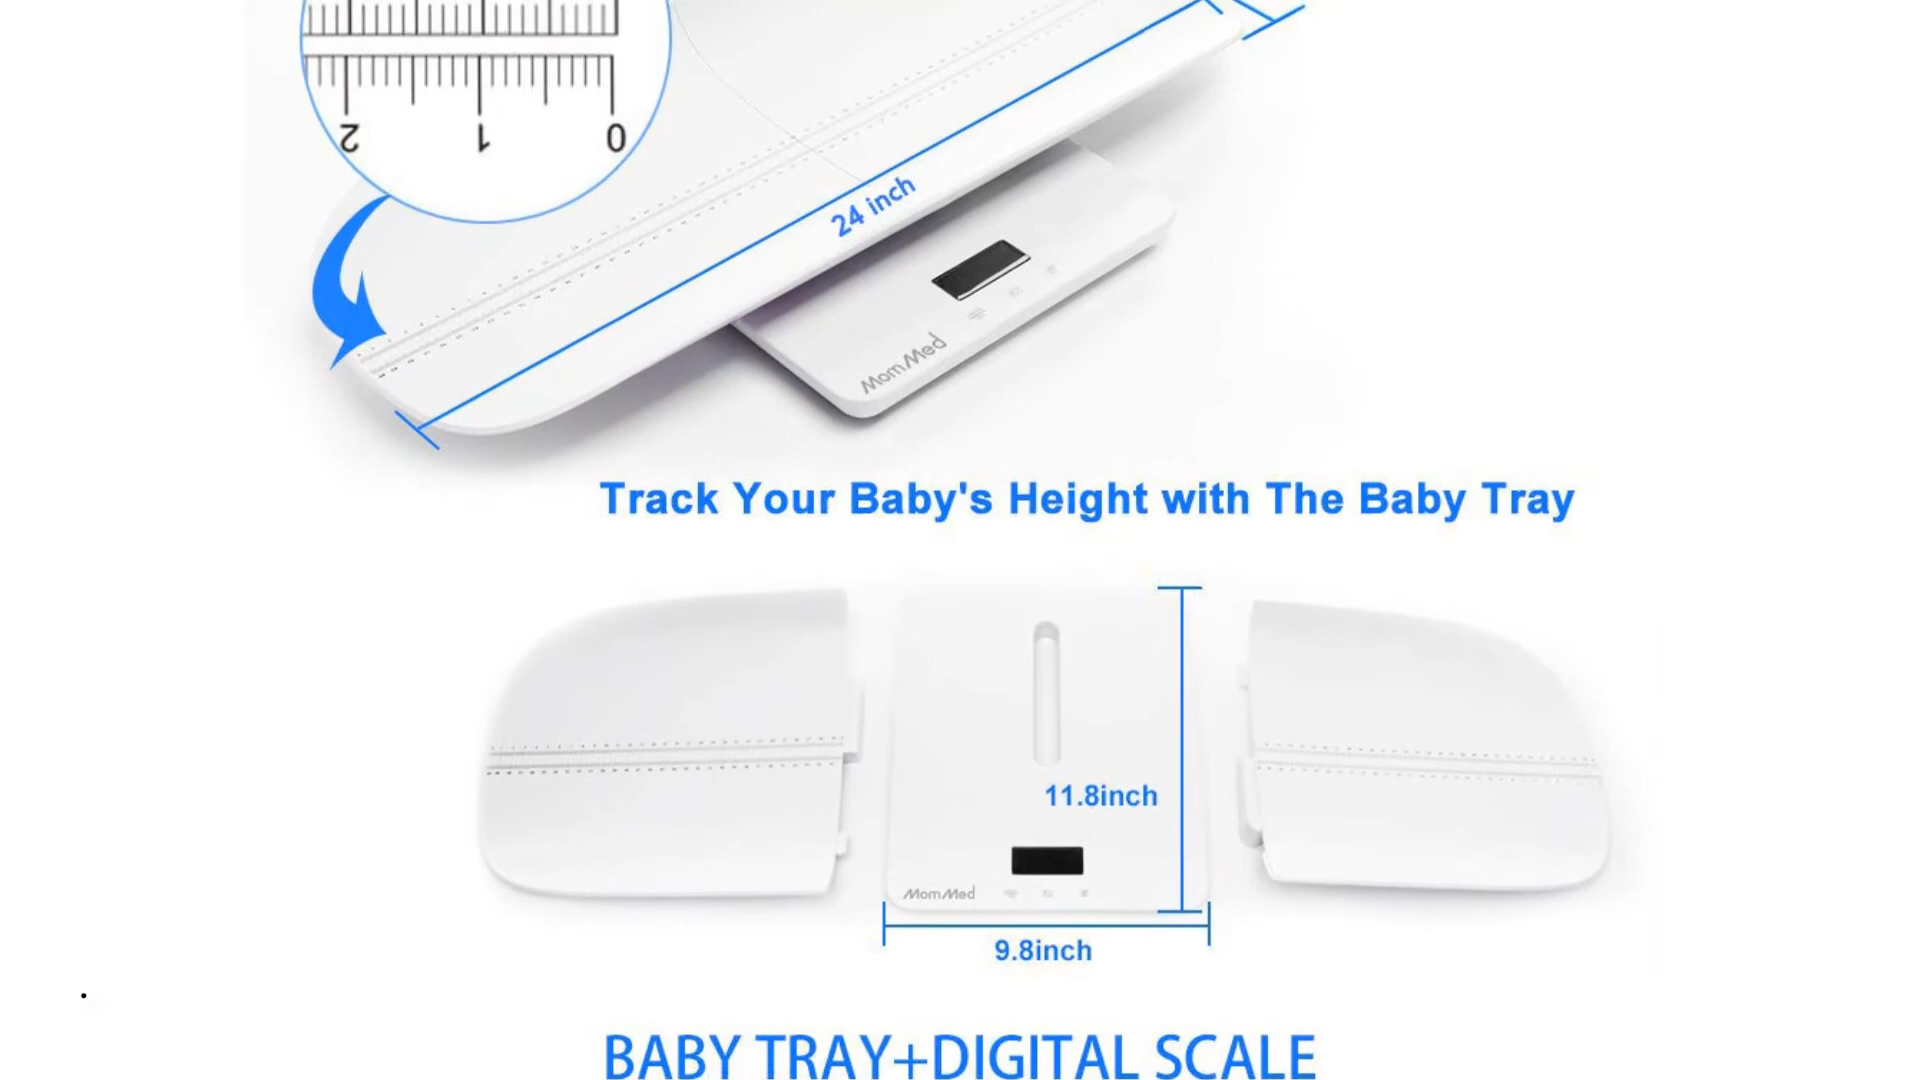 2 1 0
24 inch
MomMed
Track Your Baby's Height with The Baby Tray
11.8inch
MomMed
9.8inch
.
BABY TRAY+DIGITAL SCALE